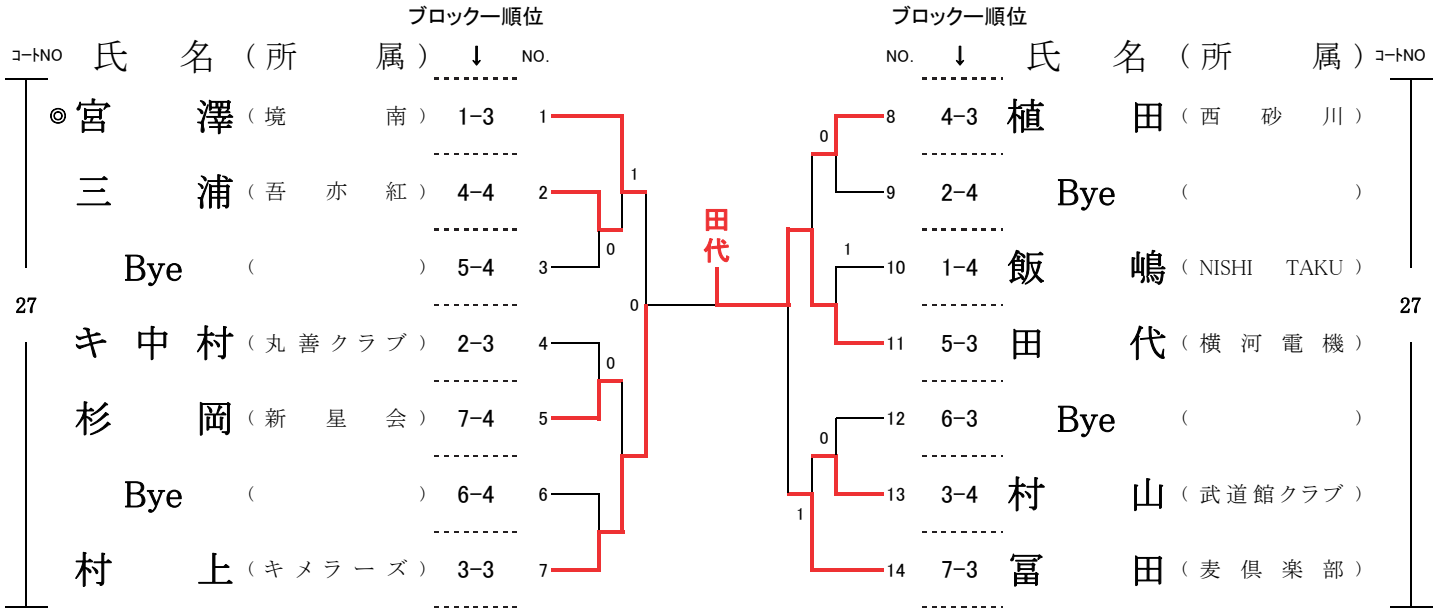 ブロックー順位 ブロックー順位
コートNO 氏 名 ( 所 属 ) ↓ NO. NO. ↓ 氏 名 ( 所 属 ) コートNO
◎ 宮 澤 ( 境 南 ) 1-3 1 8 4-3 植 田 ( 西 砂 川 )
0
1
三 浦 ( 吾 亦 紅 ) 4-4 2 9 2-4 Bye ( )
田代
0 1
Bye ( ) 5-4 3 10 1-4 飯 嶋 ( NISHI TAKU )
27 0 27
キ 中 村 ( 丸 善 ク ラ ブ ) 2-3 4 11 5-3 田 代 ( 横 河 電 機 )
0
杉 岡 ( 新 星 会 ) 7-4 5 12 6-3 Bye ( )
0
Bye ( ) 6-4 6 13 3-4 村 山 ( 武 道 館 ク ラ ブ )
1
村 上 ( キ メ ラ ー ズ ) 3-3 7 14 7-3 冨 田 ( 麦 倶 楽 部 )